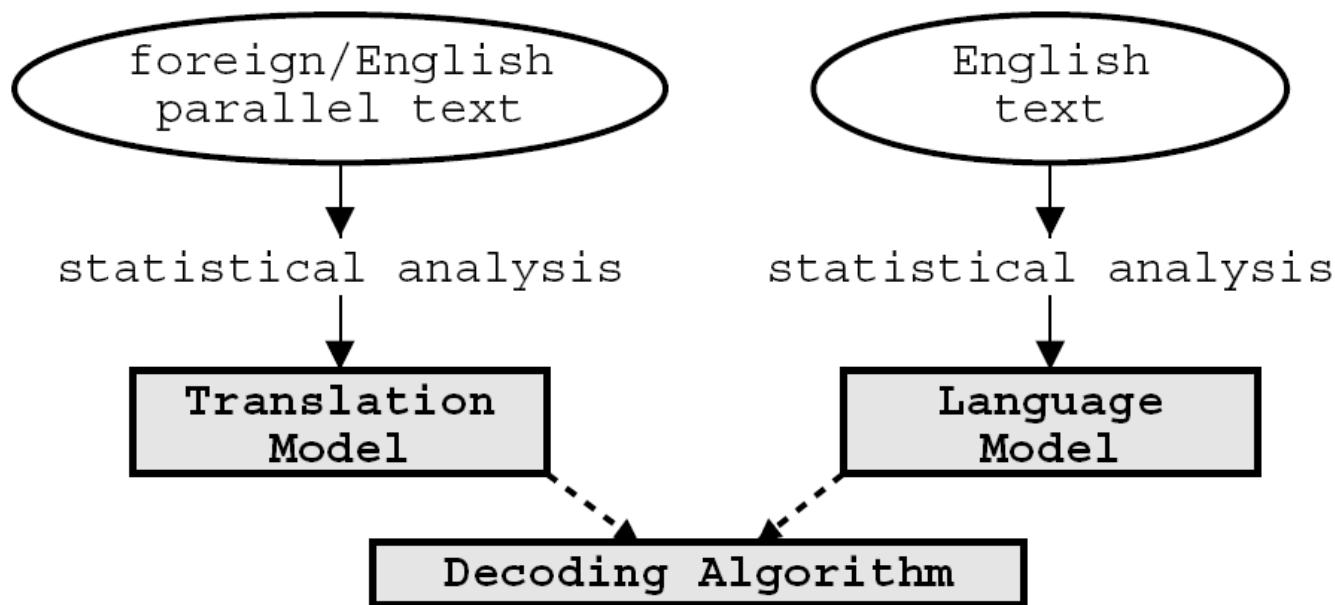 foreign/English
parallel text
English
text
statistical analysis
statistical analysis
Translation
Model
Language
Model
Decoding Algorithm